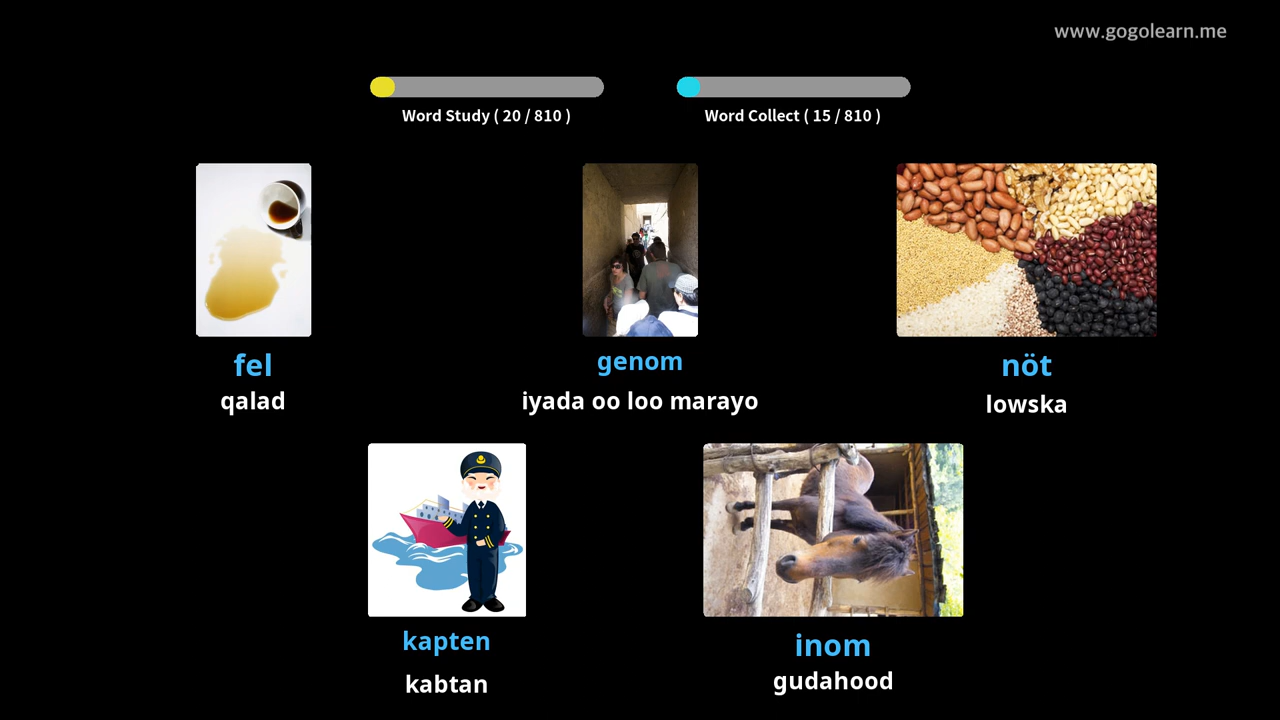 www.gogolearn.me
Word Study ( 20 / 810 )
Word Collect ( 15 / 810 )
fel
qalad
genom
iyada oo loo marayo
nöt
lowska
kapten
kabtan
inom
gudahood